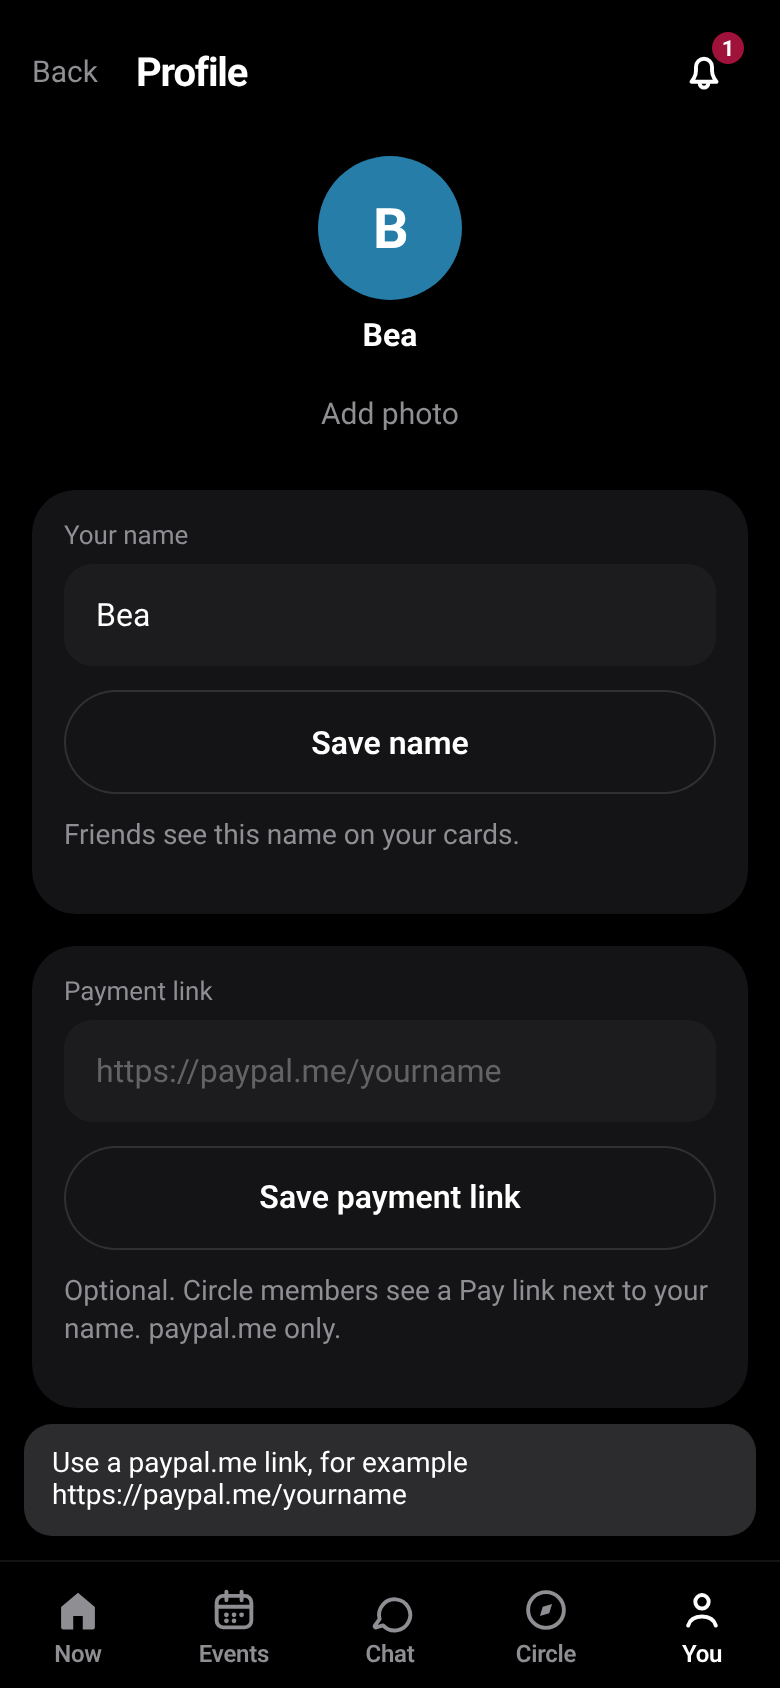 Back
Profile
1
B
Bea
Add photo
Your name
Bea
Save name
Friends see this name on your cards.
Payment link
https://paypal.me/yourname
Save payment link
Optional. Circle members see a Pay link next to your
name. paypal.me only.
Use a paypal.me link, for example
https://paypal.me/yourname
Now
Events
Chat
Circle
You